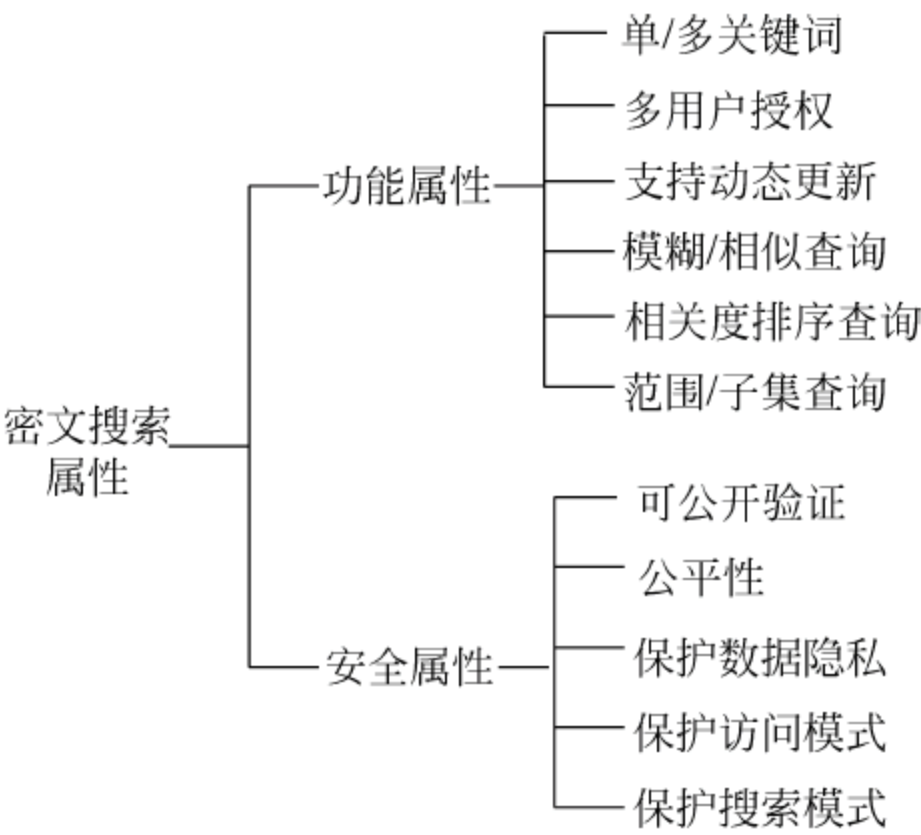 单/多关键词
多用户授权
功能属性
支持动态更新
模糊/相似查询
相关度排序查询
范围/子集查询
密文搜索
属性
可公开验证
公平性
安全属性
保护数据隐私
保护访问模式
保护搜索模式